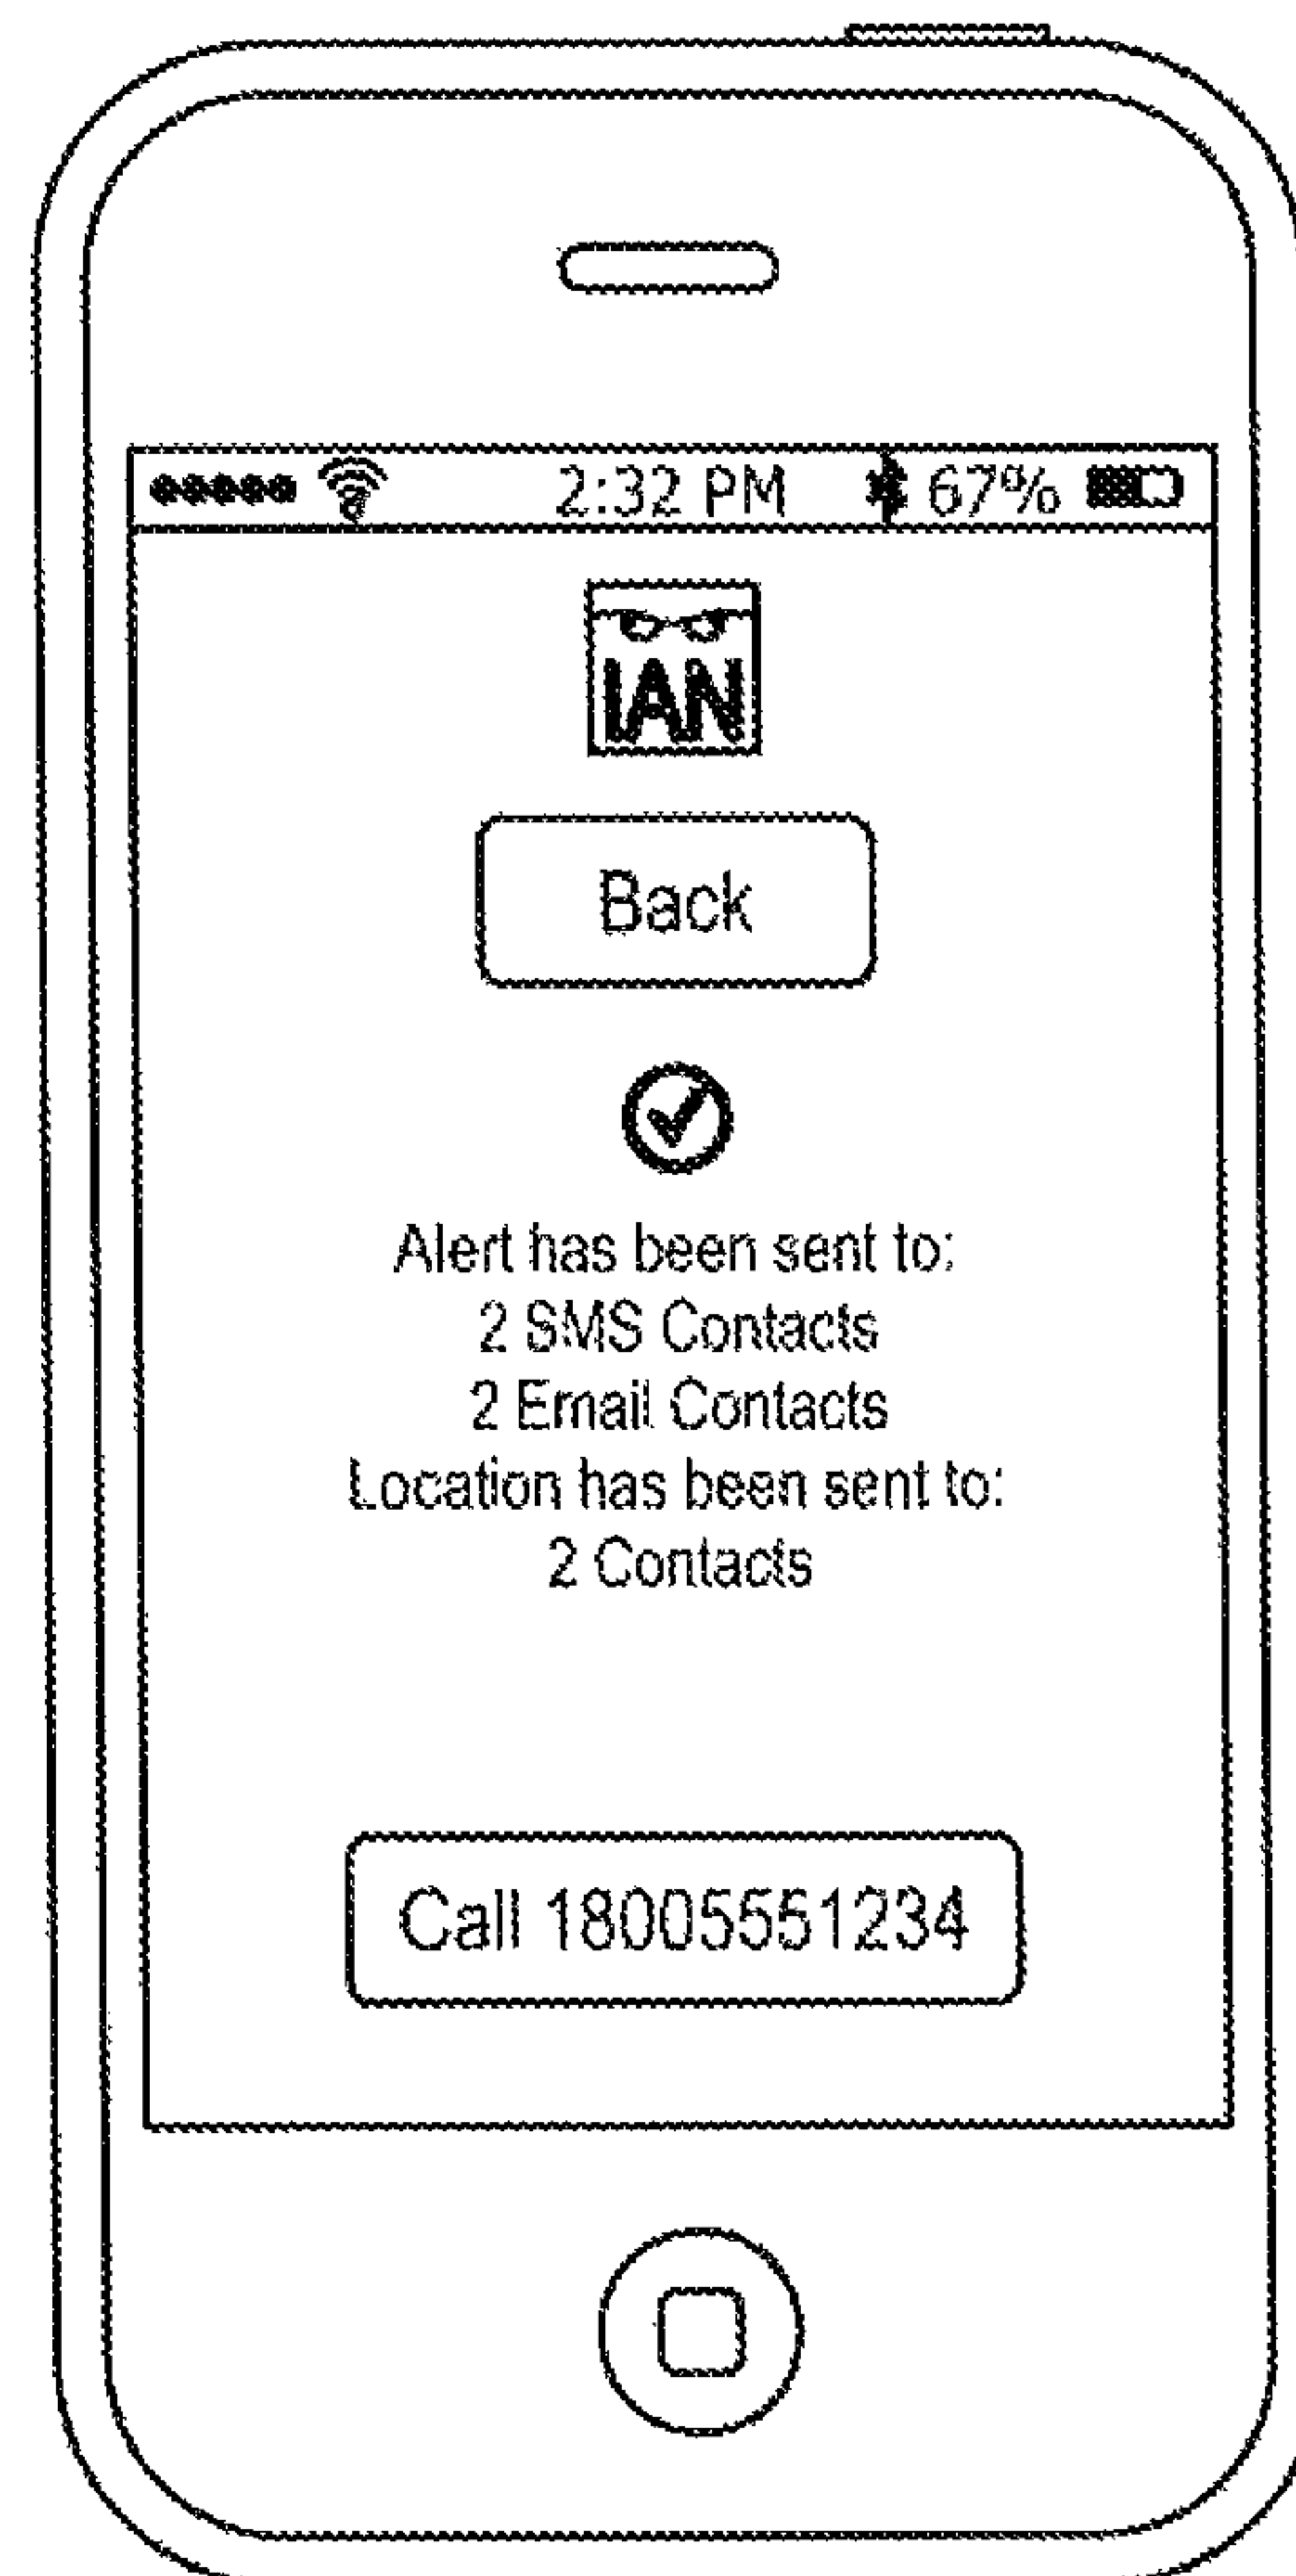 2:32 PM 67%
IAN
Back
Alert has been sent to:
2 SMS Contacts
2 Email Contacts
Location has been sent to:
2 Contacts
Call 18005551234